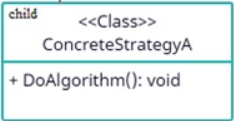 child
<<Class>>
ConcreteStrategyA
+ DoAlgorithm(): void